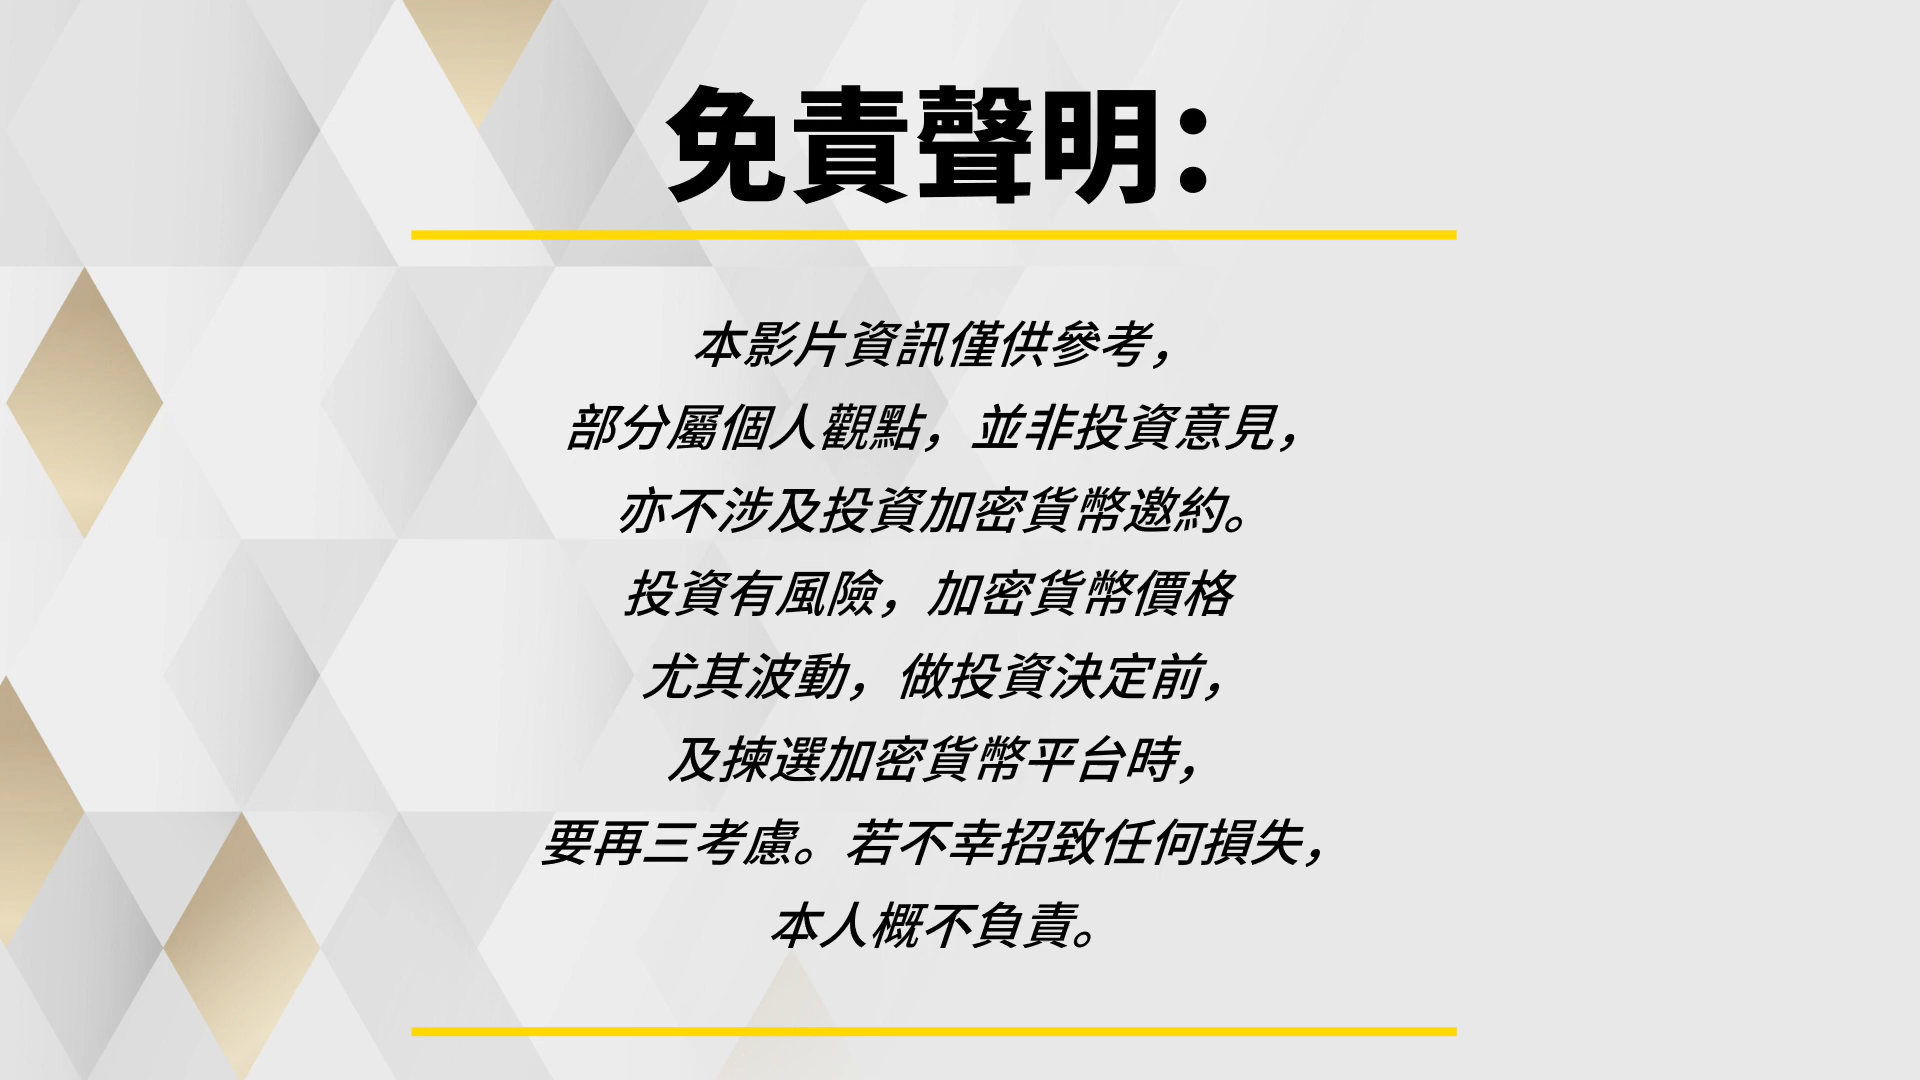 免責聲明：
本影片資訊僅供參考，
部分屬個人觀點，並非投資意見，
亦不涉及投資加密貨幣邀約。
投資有風險，加密貨幣價格
尤其波動，做投資決定前，
及揀選加密貨幣平台時，
要再三考慮。若不幸招致任何損失，
本人概不負責。